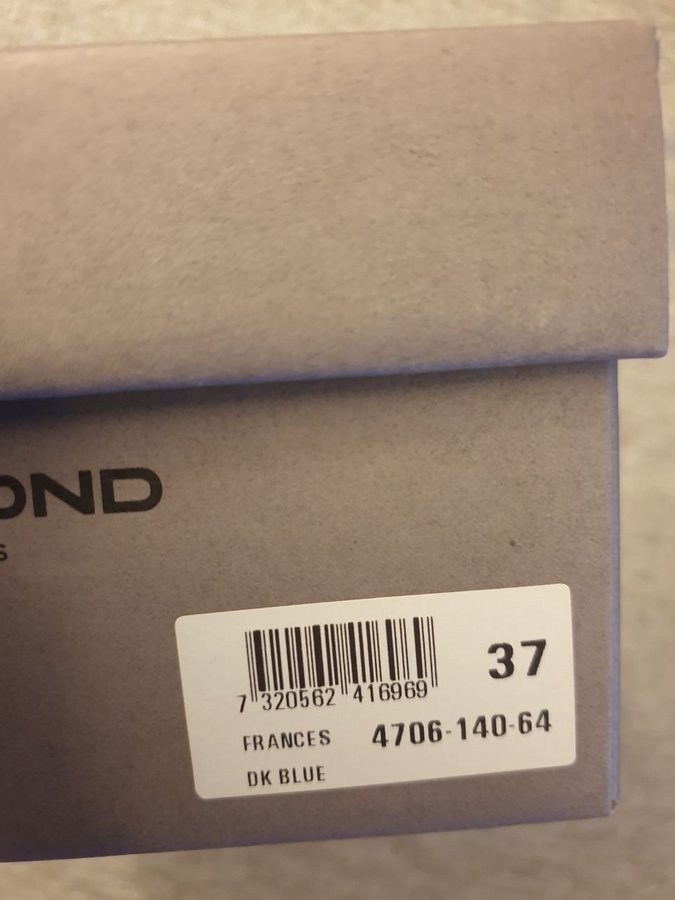 OND
S
37
7 320562 416969
FRANCES 4706-140-64
DK BLUE